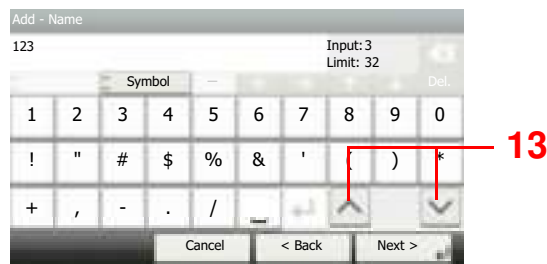 Add - Name
123 Input: 3
Limit: 32
Symbol Del.
1 2 3 4 5 6 7 8 9 0
! " # $ % & ' ( ) *
+ , - . / _
Cancel < Back Next >
13